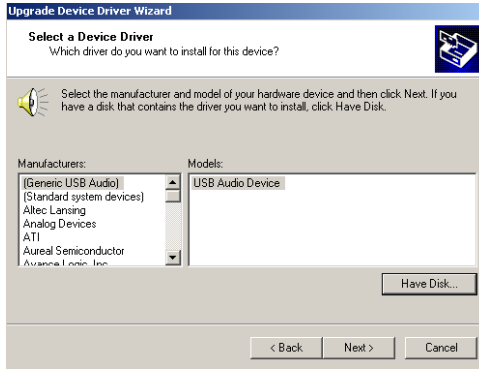 Upgrade Device Driver Wizard
Select a Device Driver
Which driver do you want to install for this device?
Select the manufacturer and model of your hardware device and then click Next. If you
have a disk that contains the driver you want to install, click Have Disk.
Manufacturers:
Models:
(Generic USB Audio)
(Standard system devices)
Altec Lansing
Analog Devices
ATI
Aureal Semiconductor
Avance Logic, Inc.
USB Audio Device
Have Disk...
< Back
Next >
Cancel